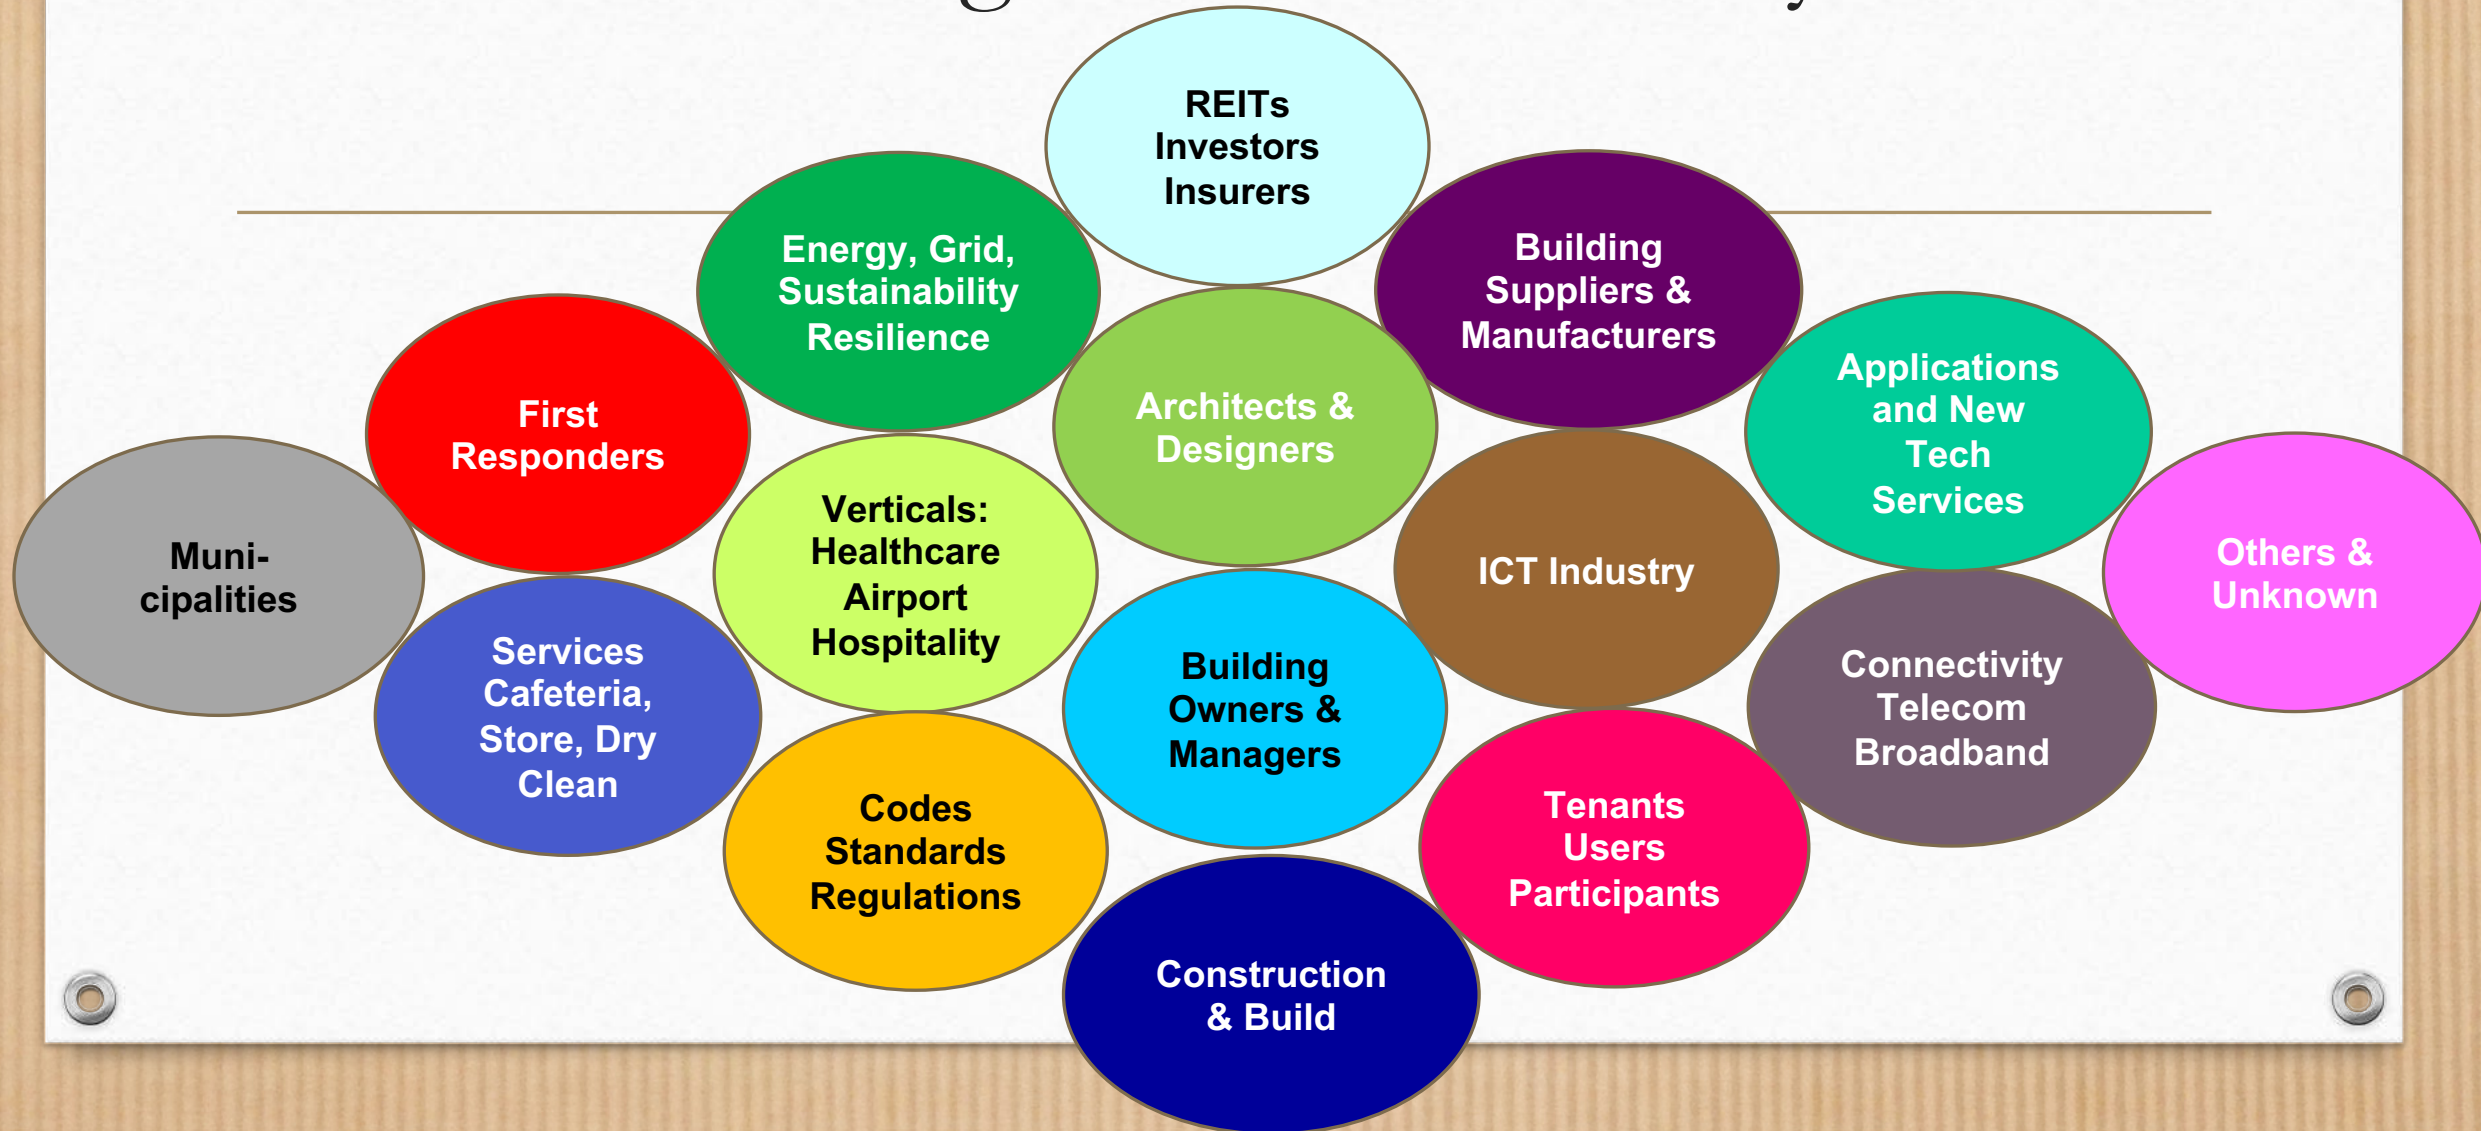 REITs
Investors
Insurers
Energy, Grid,
Sustainability
Resilience
Building
Suppliers &
Manufacturers
First
Responders
Architects &
Designers
Applications
and New
Tech
Services
Muni-
cipalities
Verticals:
Healthcare
Airport
Hospitality
ICT Industry
Others &
Unknown
Services
Cafeteria,
Store, Dry
Clean
Building
Owners &
Managers
Connectivity
Telecom
Broadband
Codes
Standards
Regulations
Tenants
Users
Participants
Construction
& Build